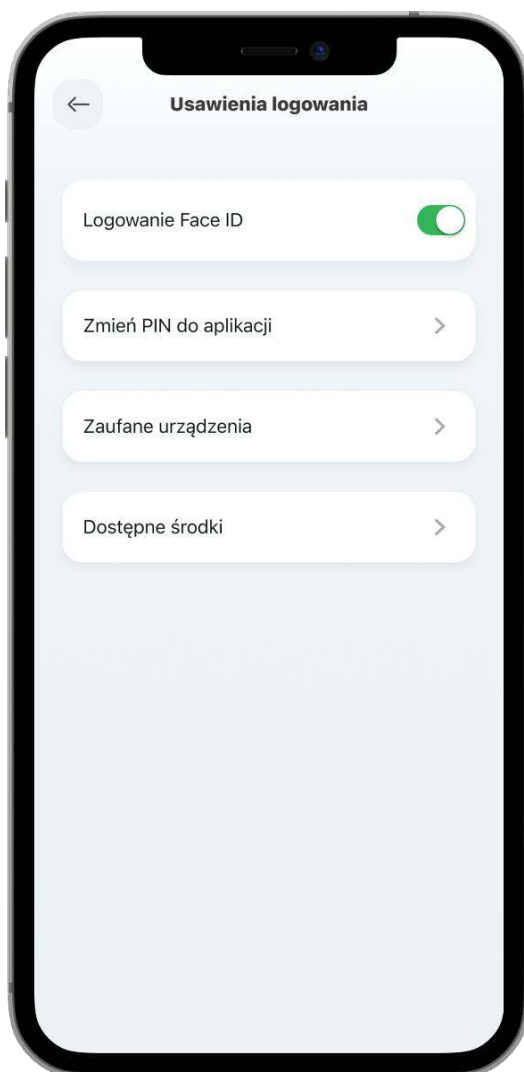 Usawienia logowania
Logowanie Face ID
Zmień PIN do aplikacji
Zaufane urządzenia
Dostępne środki